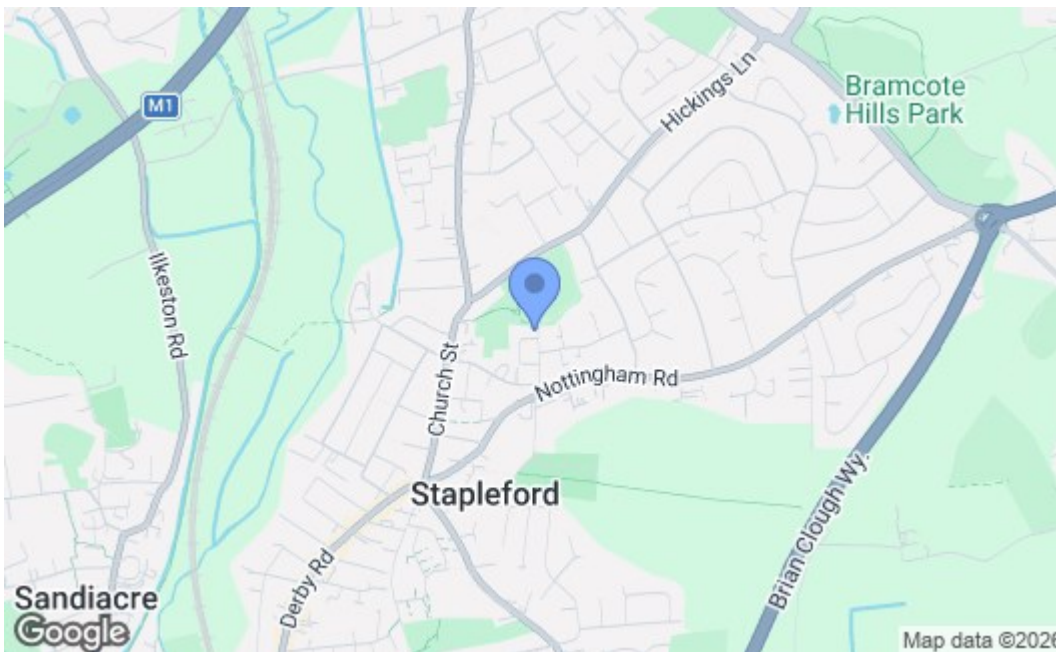 M1
Hickings Ln
Bramcote
Hills Park
Ilkeston Rd
Church St
Nottingham Rd
Stapleford
Brian Clough Wy.
Derby Rd
Sandiacre
Google
Map data ©2026